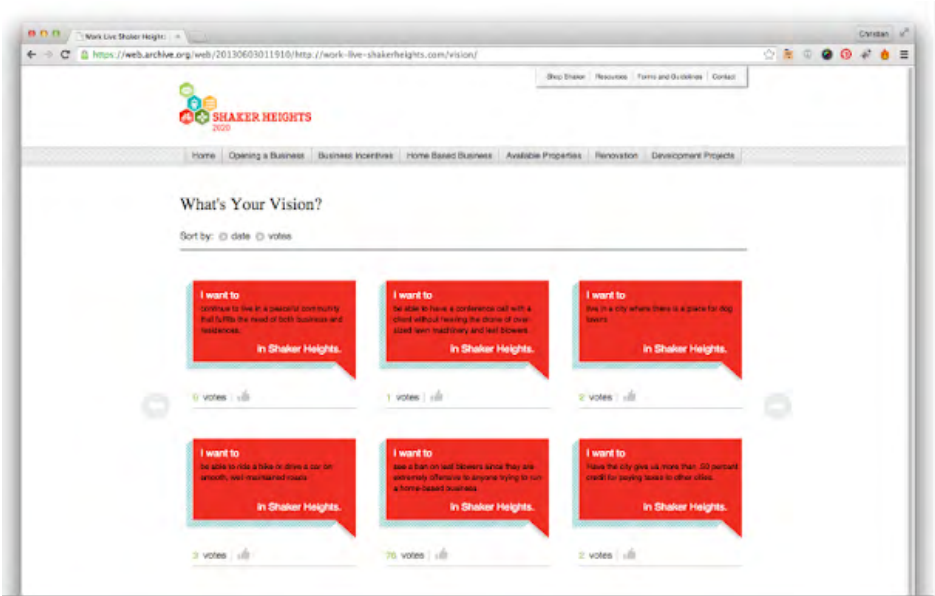 Work Live Shaker Height:
Christian
https://web.archive.org/web/20130603011910/http://work-live-shakerheights.com/vision/
Shop Shaker Resources Forms and Guidelines Contact
SHAKER HEIGHTS
2020
Home Opening a Business Business Incentives Home Based Business Available Properties Renovation Development Projects
What's Your Vision?
Sort by: date votes
I want to
continue to live in a peaceful community
that fulfills the need of both business and
residences.
in Shaker Heights.
votes
I want to
be able to have a conference call with a
client without hearing the drone of over-
sized lawn machinery and leaf blowers
in Shaker Heights.
1 votes
I want to
live in a city where there is a place for dog
in Shaker Heights.
2 votes
I want to
be able to ride a bike or drive a car on
smooth, well maintained roads
in Shaker Heights.
3 votes
I want to
see a ban on leaf blowers since they are
extremely offensive to anyone trying to run
a home-based business
in Shaker Heights.
76 votes
I want to
Have the city give us more than .50 percent
credit for paying taxes to other cities.
in Shaker Heights.
2 votes